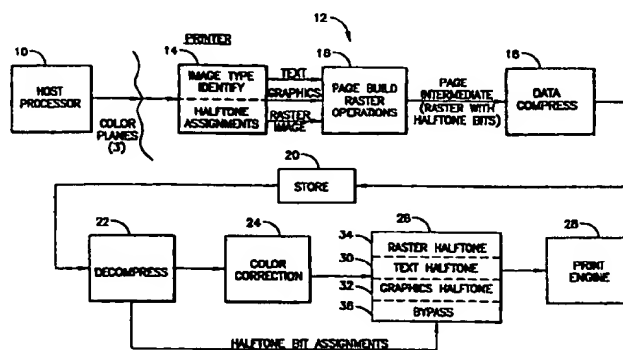 PRINTER
12
10
HOST
PROCESSOR
COLOR
PLANES
(3)
14
IMAGE TYPE
IDENTIFY
HALFTONE
ASSIGNMENTS
TEXT
GRAPHICS
RASTER
IMAGE
18
PAGE BUILD
RASTER
OPERATIONS
PAGE
INTERMEDIATE
(RASTER WITH
HALFTONE BITS)
16
DATA
COMPRESS
20
STORE
22
DECOMPRESS
24
COLOR
CORRECTION
26
34
RASTER HALFTONE
30
TEXT HALFTONE
32
GRAPHICS HALFTONE
36
BYPASS
28
PRINT
ENGINE
HALFTONE BIT ASSIGNMENTS